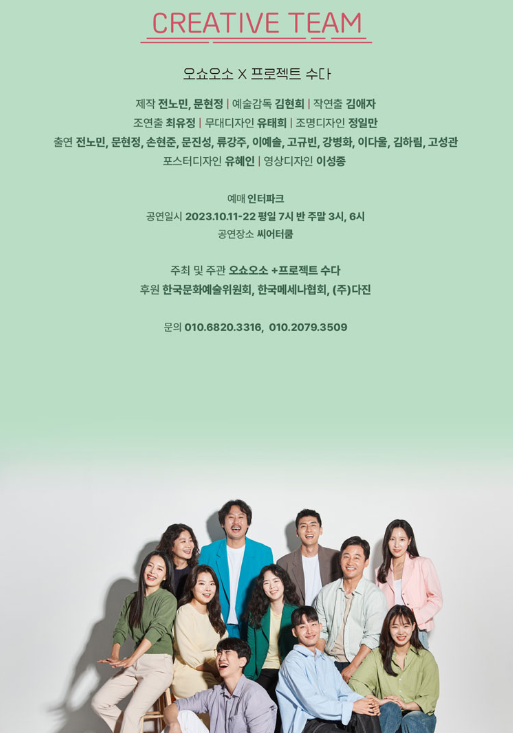 CREATIVE TEAM
오쇼오소 X 프로젝트 수다
제작 전노민, 문현정 | 예술감독 김현희 | 작연출 김애자
조연출 최유정 | 무대디자인 유태희 | 조명디자인 정일만
출연 전노민, 문현정, 손현준, 문진성, 류강주, 이예솔, 고규빈, 강병화, 이다올, 김하림, 고성관
포스터디자인 유혜인 | 영상디자인 이성종
예매 인터파크
공연일시 2023.10.11-22 평일 7시 반 주말 3시, 6시
공연장소 씨어터쿰
주최 및 주관 오쇼오소 +프로젝트 수다
후원 한국문화예술위원회, 한국메세나협회, (주)다진
문의 010.6820.3316, 010.2079.3509